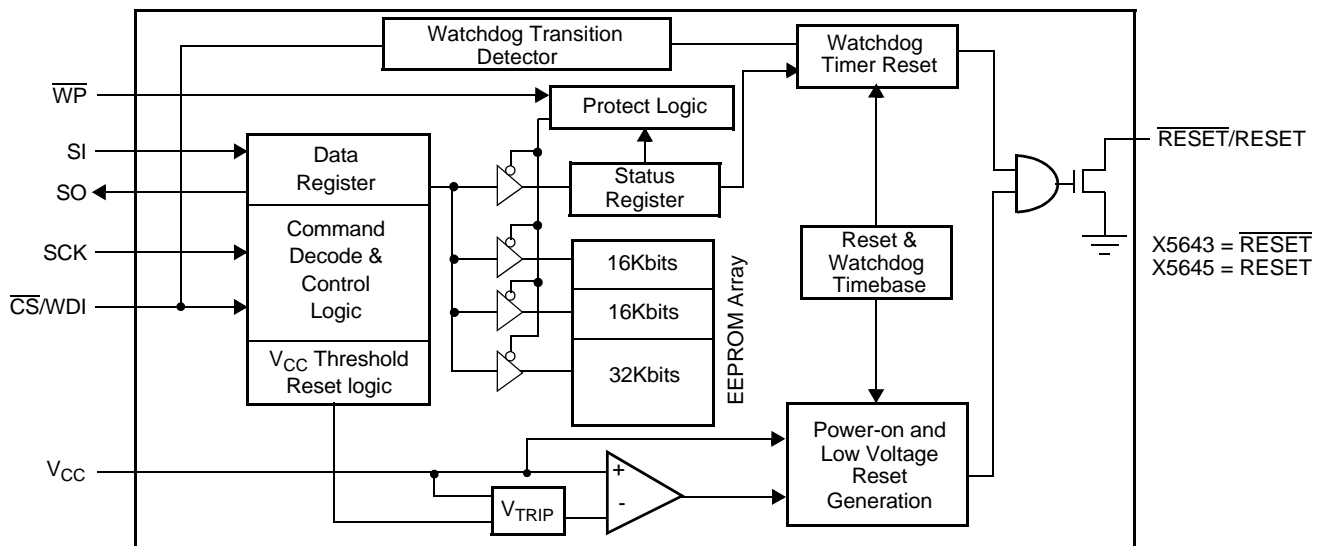 Watchdog Transition
Detector
Watchdog
Timer Reset
WP
Protect Logic
RESET/RESET
SI
Data
Register
SO
Status
Register
SCK
Command
Decode &
Control
Logic
Reset &
Watchdog
Timebase
X5643 = RESET
X5645 = RESET
16Kbits
16Kbits
32Kbits
EEPROM Array
CS/WDI
VCC Threshold
Reset logic
Power-on and
Low Voltage
Reset
Generation
VCC
+
-
VTRIP